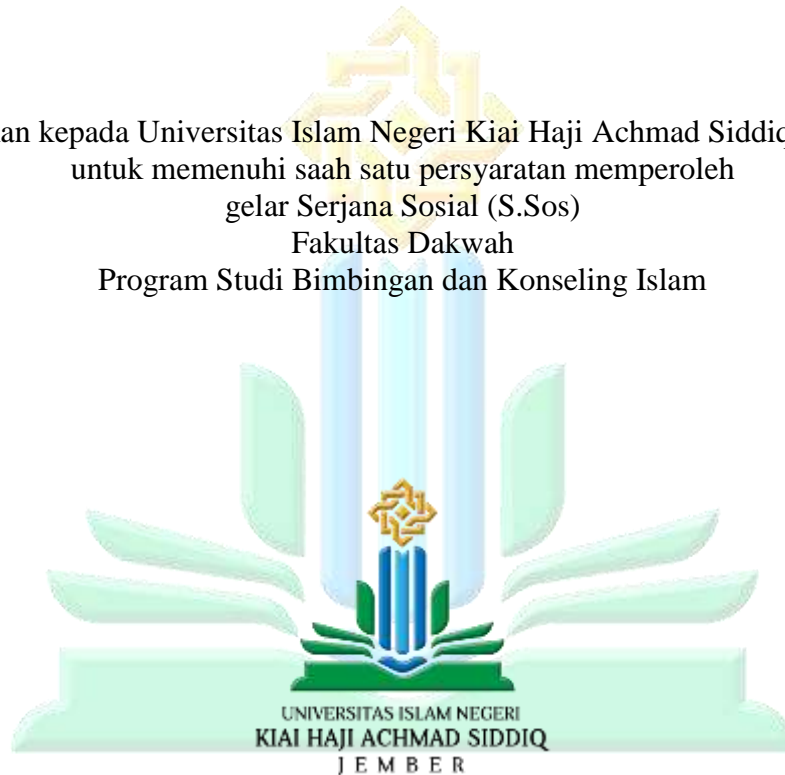 an kepada Universitas Islam Negeri Kiai Haji Achmad Siddiq
untuk memenuhi saah satu persyaratan memperoleh
gelar Serjana Sosial (S.Sos)
Fakultas Dakwah
Program Studi Bimbingan dan Konseling Islam
UNIVERSITAS ISLAM NEGERI
KIAI HAJI ACHMAD SIDDIQ
JEMBER